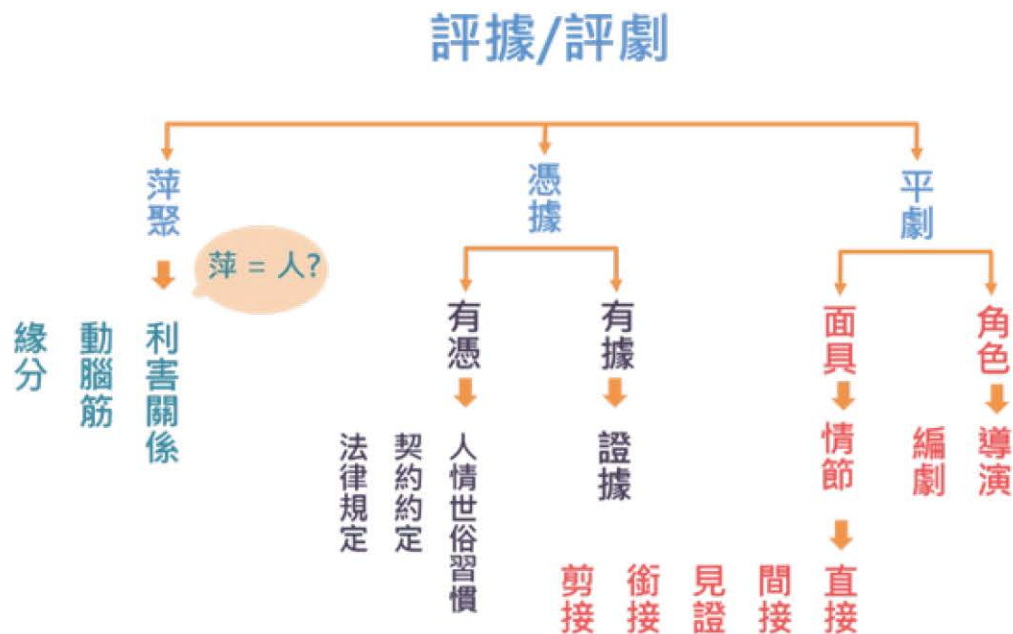 評據/評劇
萍聚
憑據
平劇
萍 = 人?
有憑
有據
面具
角色
利害關係
動腦筋
緣分
人情世俗習慣
契約約定
法律規定
證據
情節
導演
編劇
直接
間接
見證
銜接
剪接